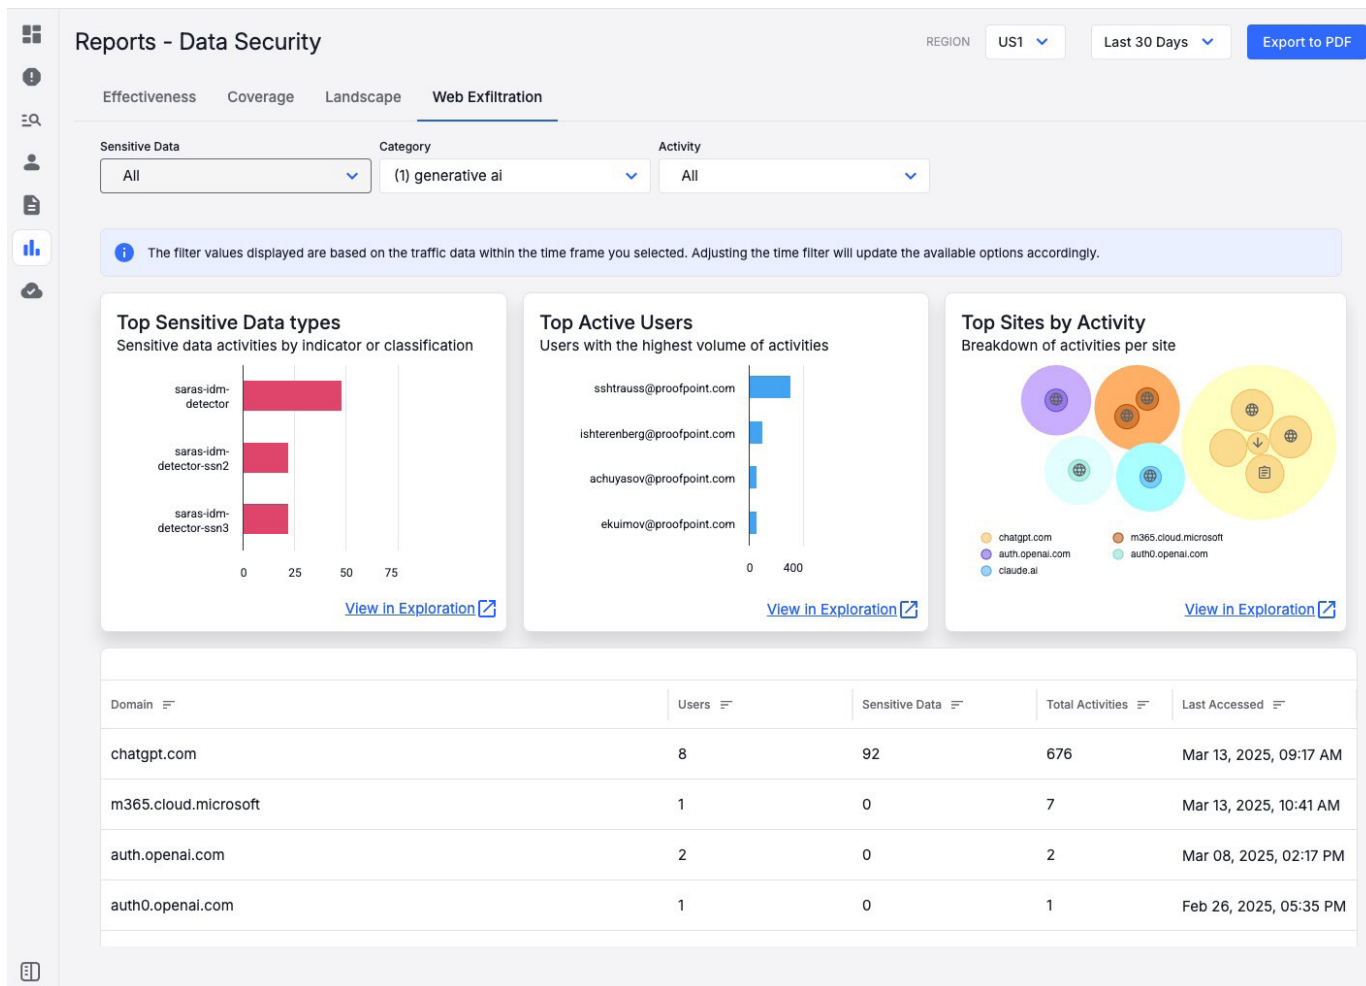 Reports - Data Security
REGION
US1
Last 30 Days
Export to PDF
Effectiveness
Coverage
Landscape
Web Exfiltration
Sensitive Data
Category
Activity
All
(1) generative ai
All
The filter values displayed are based on the traffic data within the time frame you selected. Adjusting the time filter will update the available options accordingly.
Top Sensitive Data types
Sensitive data activities by indicator or classification
saras-idm-
detector
saras-idm-
detector-ssn2
saras-idm-
detector-ssn3
0 25 50 75
View in Exploration
Top Active Users
Users with the highest volume of activities
sshtrauss@proofpoint.com
ishterenberg@proofpoint.com
achuyasov@proofpoint.com
ekuimov@proofpoint.com
0 400
View in Exploration
Top Sites by Activity
Breakdown of activities per site
chatgpt.com
m365.cloud.microsoft
auth.openai.com
auth0.openai.com
claude.ai
View in Exploration
Domain Users Sensitive Data Total Activities Last Accessed
chatgpt.com 8 92 676 Mar 13, 2025, 09:17 AM
m365.cloud.microsoft 1 0 7 Mar 13, 2025, 10:41 AM
auth.openai.com 2 0 2 Mar 08, 2025, 02:17 PM
auth0.openai.com 1 0 1 Feb 26, 2025, 05:35 PM